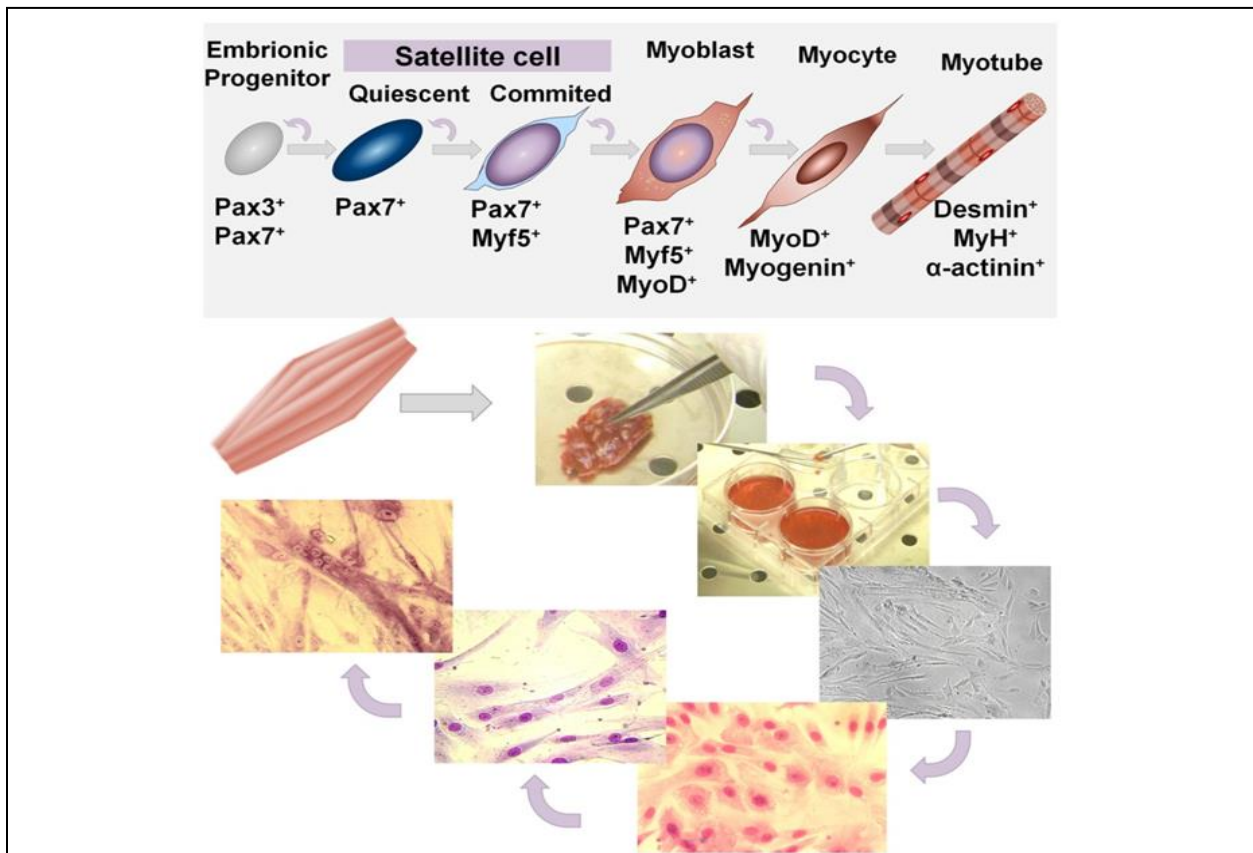 Embrionic
Progenitor
Satellite cell
Quiescent
Commited
Myoblast
Myocyte
Myotube
Pax3⁺
Pax7⁺
Pax7⁺
Pax7⁺
Myf5⁺
Pax7⁺
Myf5⁺
MyoD⁺
MyoD⁺
Myogenin⁺
Desmin⁺
MyH⁺
α-actinin⁺